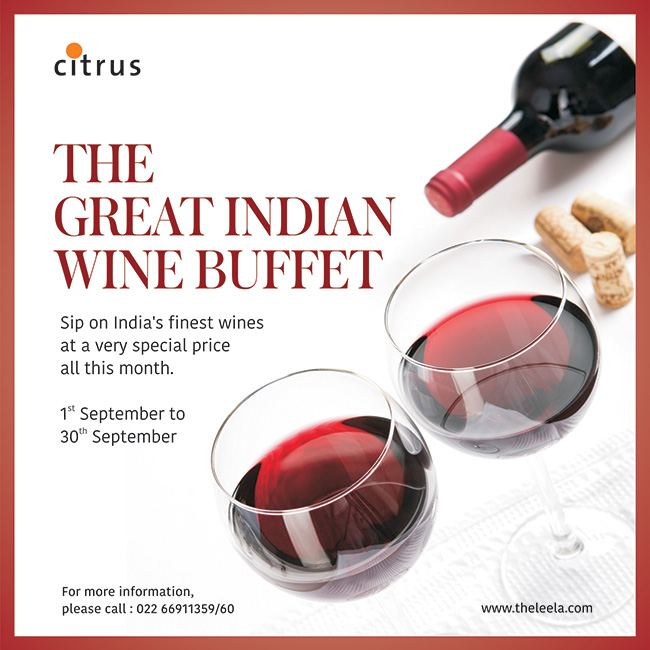 citrus
THE
GREAT INDIAN
WINE BUFFET
Sip on India's finest wines
at a very special price
all this month.
1st September to
30th September
For more information,
please call : 022 66911359/60
www.theleela.com